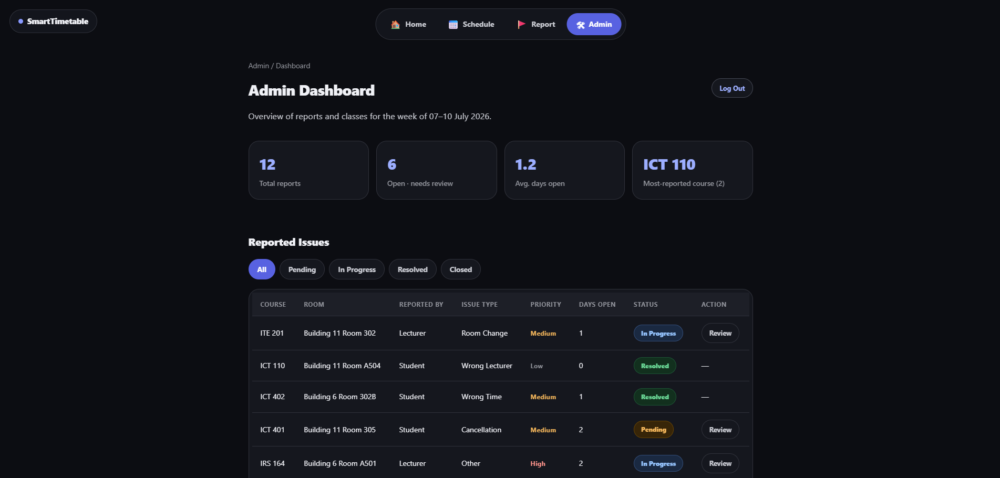 SmartTimetable
Home Schedule Report Admin
Admin / Dashboard
Admin Dashboard
Log Out
Overview of reports and classes for the week of 07–10 July 2026.
12
Total reports
6
Open · needs review
1.2
Avg. days open
ICT 110
Most-reported course (2)
Reported Issues
All Pending In Progress Resolved Closed
COURSE ROOM REPORTED BY ISSUE TYPE PRIORITY DAYS OPEN STATUS ACTION
ITE 201 Building 11 Room 302 Lecturer Room Change Medium 1 In Progress Review
ICT 110 Building 11 Room A504 Student Wrong Lecturer Low 0 Resolved —
ICT 402 Building 6 Room 302B Student Wrong Time Medium 1 Resolved —
ICT 401 Building 11 Room 305 Student Cancellation Medium 2 Pending Review
IRS 164 Building 6 Room A501 Lecturer Other High 2 In Progress Review